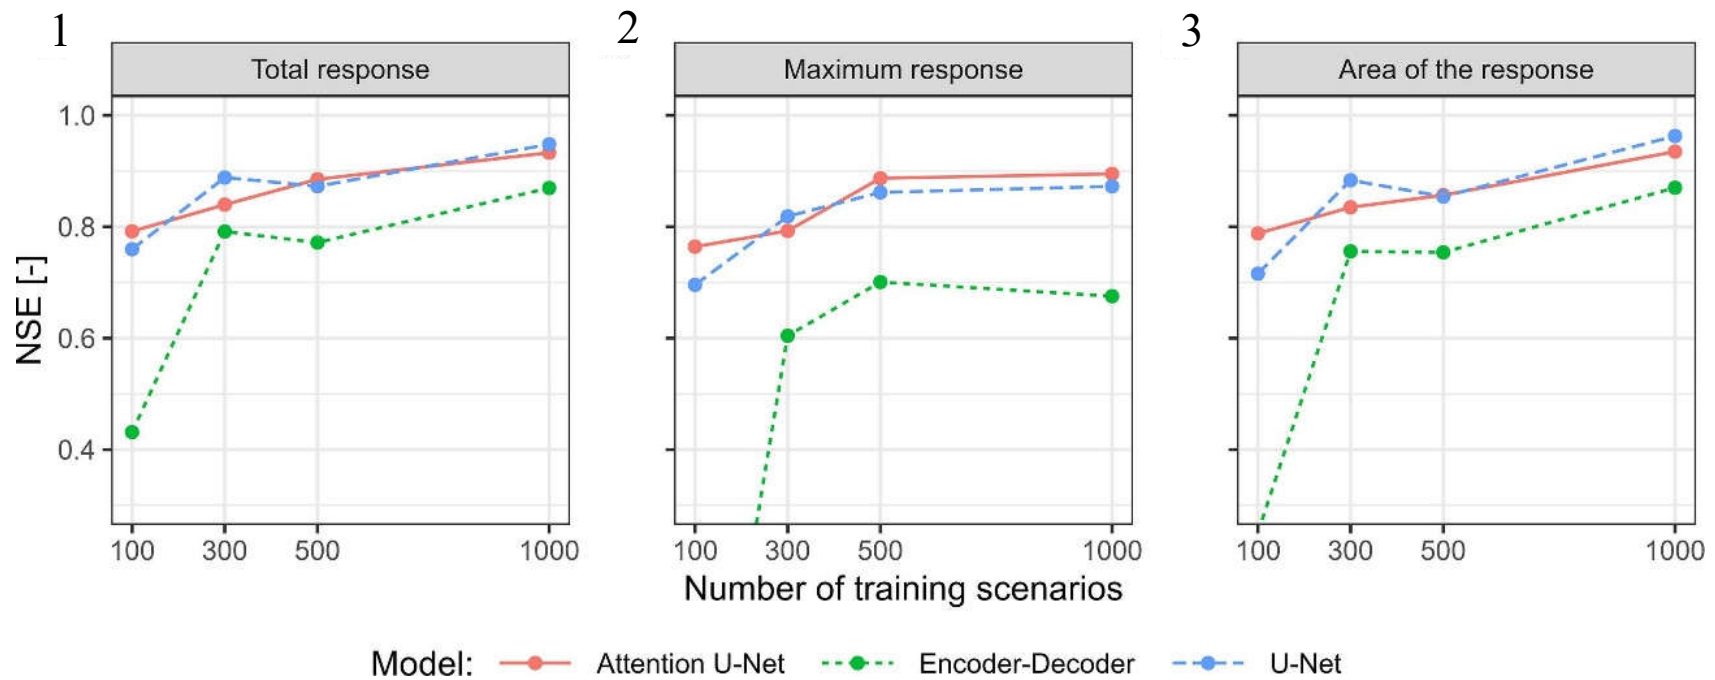 1
2
3
Total response
Maximum response
Area of the response
NSE [-]
1.0
0.8
0.6
0.4
100 300 500 1000
100 300 500 1000
100 300 500 1000
Number of training scenarios
Model: Attention U-Net Encoder-Decoder U-Net